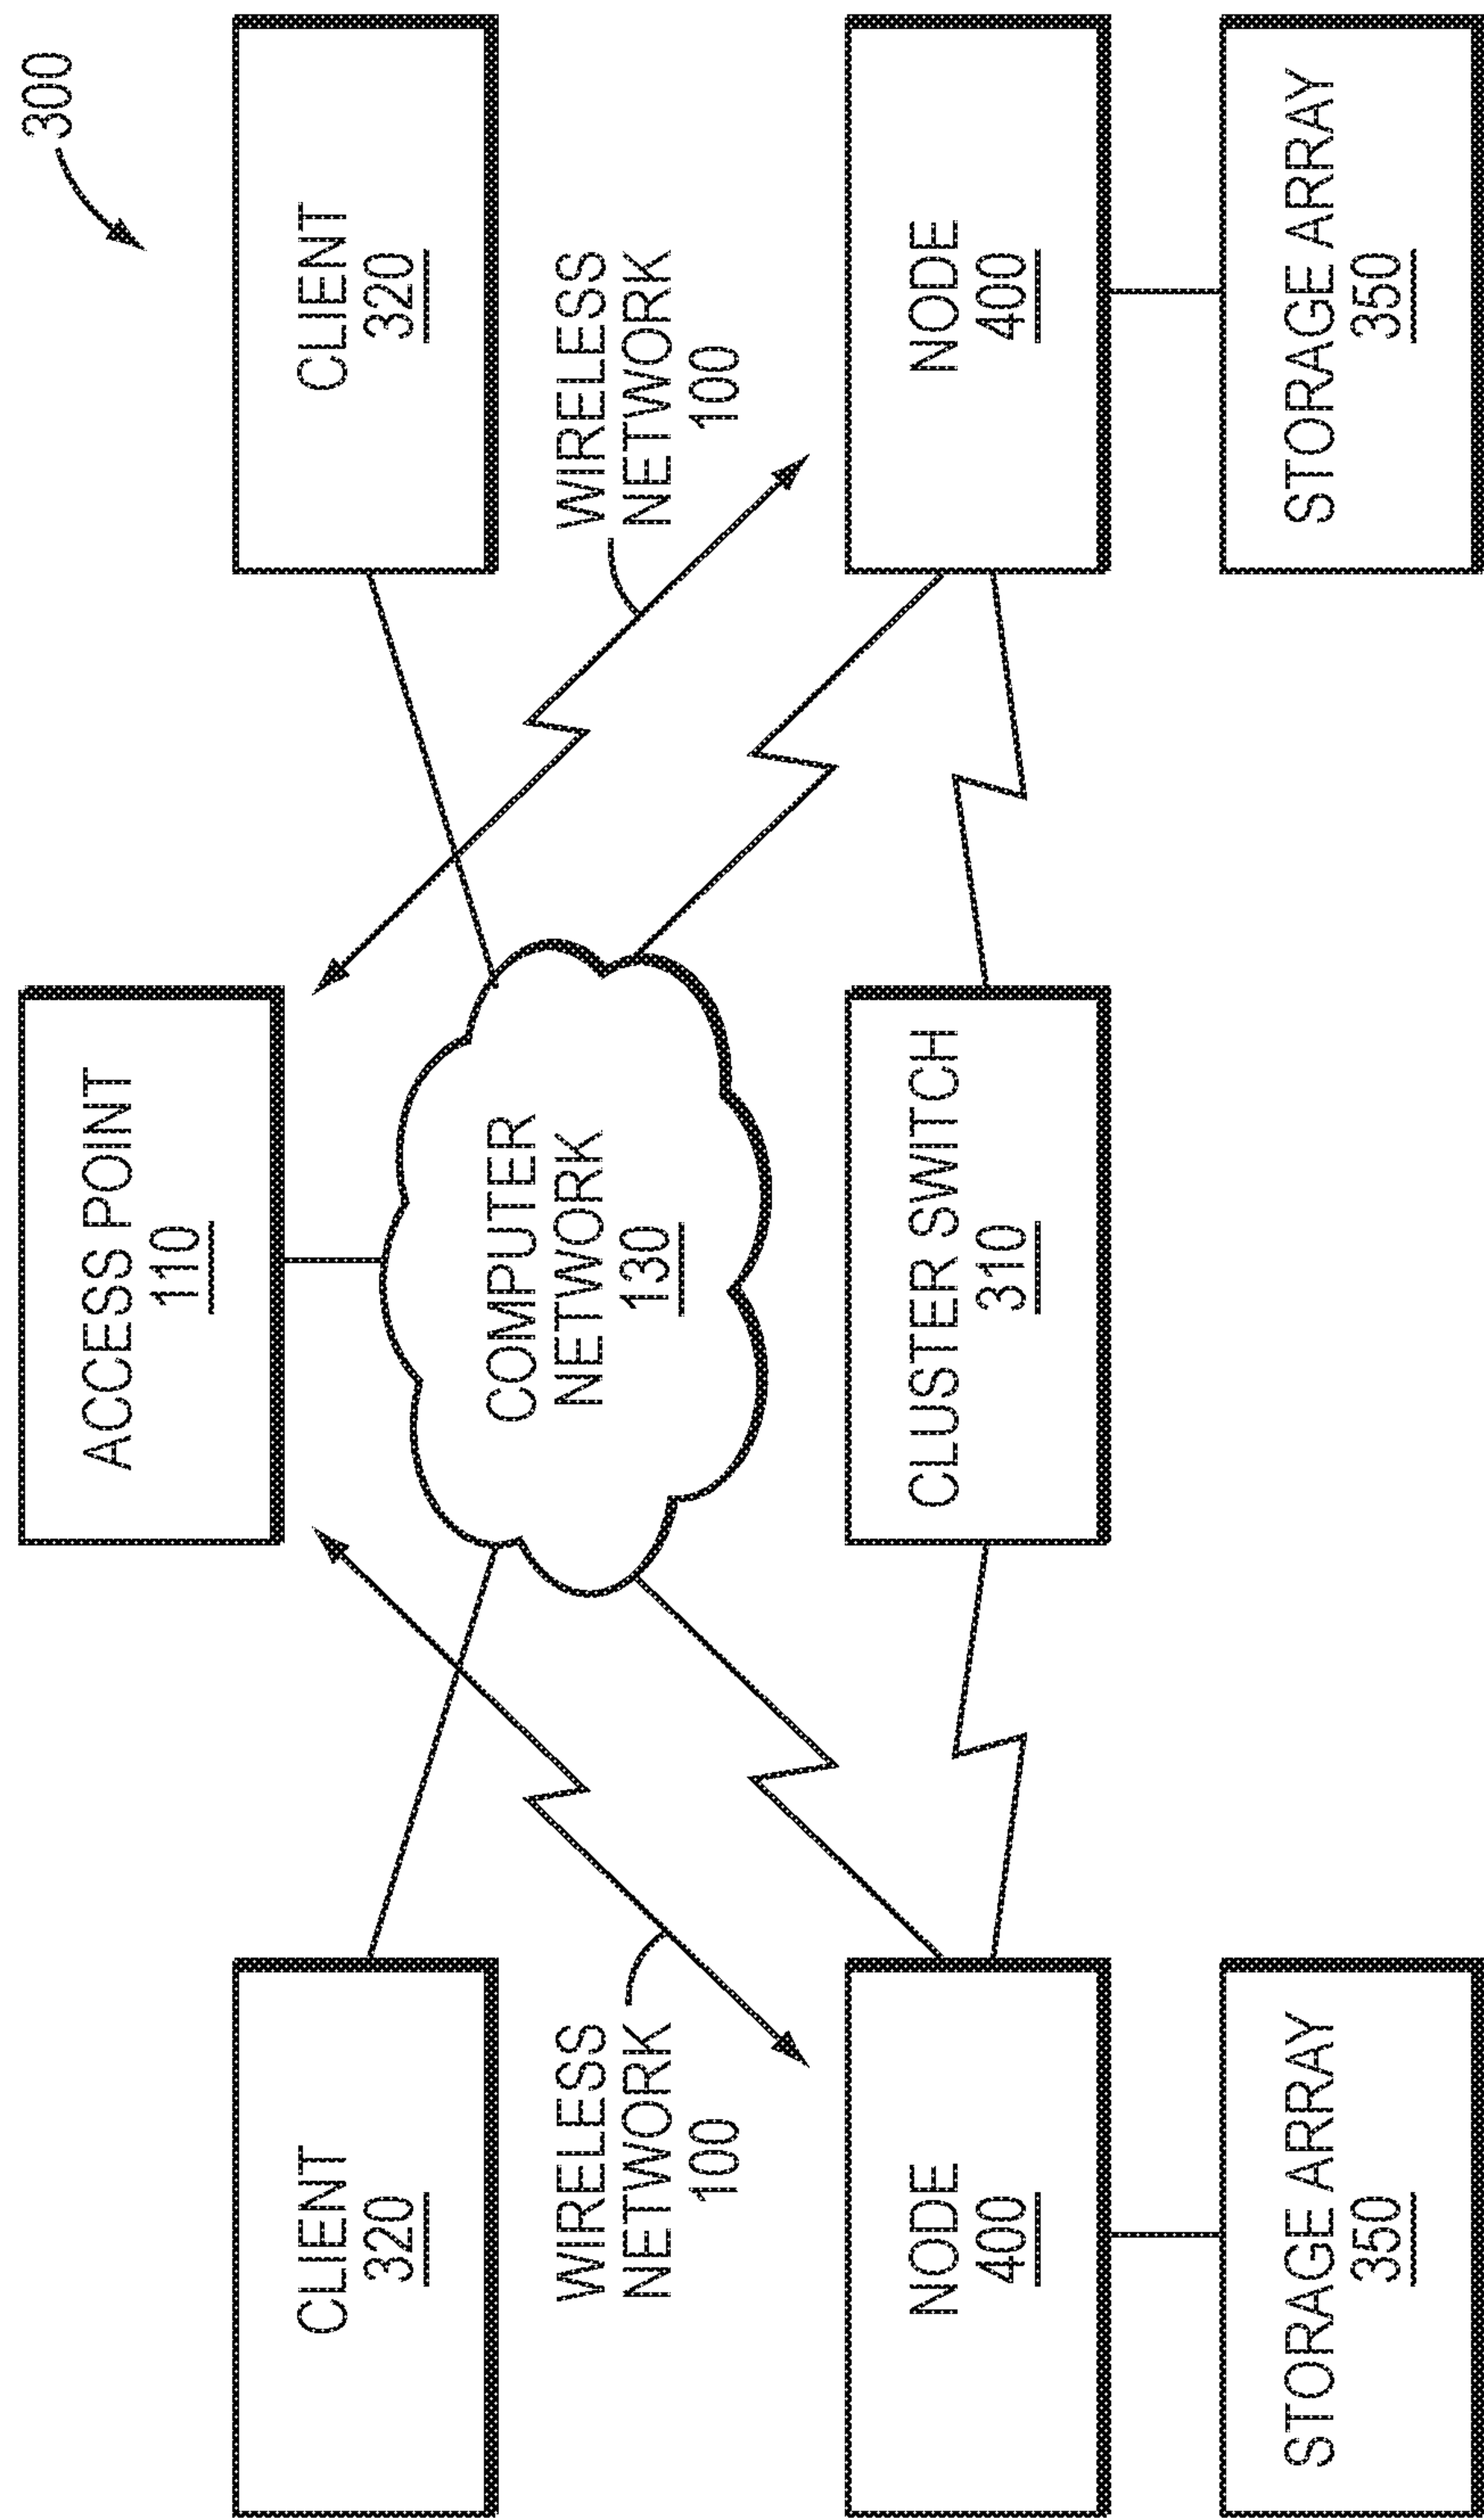 300
CLIENT
320
ACCESS POINT
110
CLIENT
320
WIRELESS
NETWORK
100
COMPUTER
NETWORK
130
WIRELESS
NETWORK
100
NODE
400
CLUSTER SWITCH
310
NODE
400
STORAGE ARRAY
350
STORAGE ARRAY
350